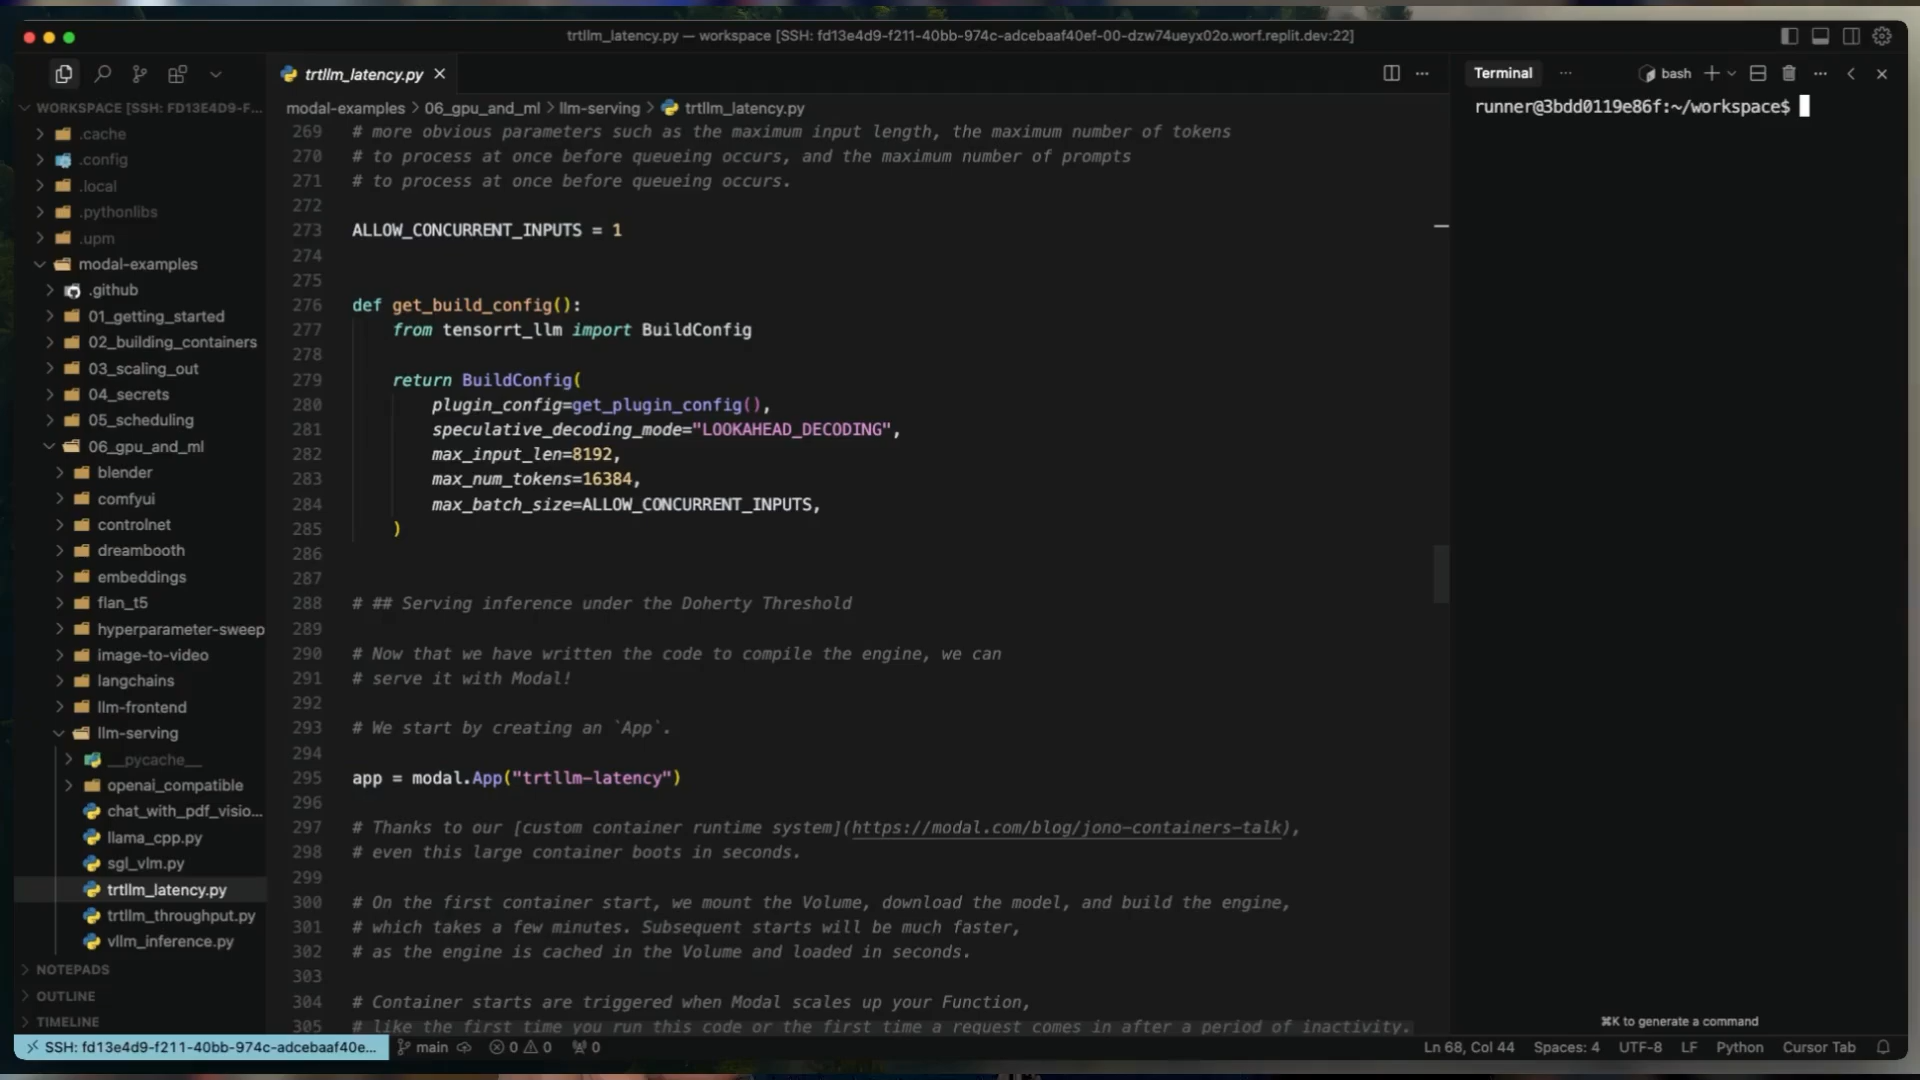 trtllm_latency.py — workspace [SSH: fd13e4d9-f211-40bb-974c-adcebaaf40ef-00-dzw74ueyx02o.worf.replit.dev:22]
trtllm_latency.py
Terminal
bash
WORKSPACE [SSH: FD13E4D9-F...
.cache
.config
.local
.pythonlibs
.upm
modal-examples
.github
01_getting_started
02_building_containers
03_scaling_out
04_secrets
05_scheduling
06_gpu_and_ml
blender
comfyui
controlnet
dreambooth
embeddings
flan_t5
hyperparameter-sweep
image-to-video
langchains
llm-frontend
llm-serving
__pycache__
openai_compatible
chat_with_pdf_visio...
llama_cpp.py
sgl_vlm.py
trtllm_latency.py
trtllm_throughput.py
vllm_inference.py
NOTEPADS
OUTLINE
TIMELINE
modal-examples > 06_gpu_and_ml > llm-serving > trtllm_latency.py
269 # more obvious parameters such as the maximum input length, the maximum number of tokens
270 # to process at once before queueing occurs, and the maximum number of prompts
271 # to process at once before queueing occurs.
272
273 ALLOW_CONCURRENT_INPUTS = 1
274
275
276 def get_build_config():
277 from tensorrt_llm import BuildConfig
278
279 return BuildConfig(
280 plugin_config=get_plugin_config(),
281 speculative_decoding_mode="LOOKAHEAD_DECODING",
282 max_input_len=8192,
283 max_num_tokens=16384,
284 max_batch_size=ALLOW_CONCURRENT_INPUTS,
285 )
286
287
288 # ## Serving inference under the Doherty Threshold
289
290 # Now that we have written the code to compile the engine, we can
291 # serve it with Modal!
292
293 # We start by creating an `App`.
294
295 app = modal.App("trtllm-latency")
296
297 # Thanks to our [custom container runtime system](https://modal.com/blog/jono-containers-talk),
298 # even this large container boots in seconds.
299
300 # On the first container start, we mount the Volume, download the model, and build the engine,
301 # which takes a few minutes. Subsequent starts will be much faster,
302 # as the engine is cached in the Volume and loaded in seconds.
303
304 # Container starts are triggered when Modal scales up your Function,
305 # like the first time you run this code or the first time a request comes in after a period of inactivity.
runner@3bdd0119e86f:~/workspace$
⌘K to generate a command
SSH: fd13e4d9-f211-40bb-974c-adcebaaf40e... main 0 0 0
Ln 68, Col 44 Spaces: 4 UTF-8 LF Python Cursor Tab